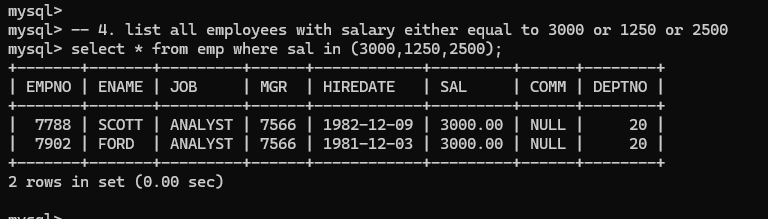 mysql>
mysql> -- 4. list all employees with salary either equal to 3000 or 1250 or 2500
mysql> select * from emp where sal in (3000,1250,2500);
+-------+-------+---------+------+------------+---------+------+--------+
| EMPNO | ENAME | JOB     | MGR  | HIREDATE   | SAL     | COMM | DEPTNO |
+-------+-------+---------+------+------------+---------+------+--------+
|  7788 | SCOTT | ANALYST | 7566 | 1982-12-09 | 3000.00 | NULL |     20 |
|  7902 | FORD  | ANALYST | 7566 | 1981-12-03 | 3000.00 | NULL |     20 |
+-------+-------+---------+------+------------+---------+------+--------+
2 rows in set (0.00 sec)
mysql>